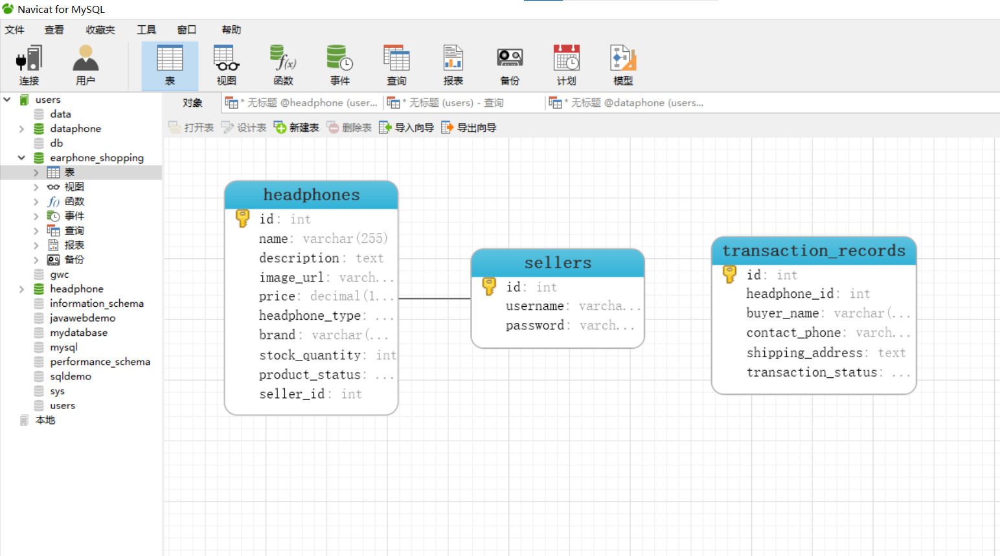 Navicat for MySQL
文件 查看 收藏夹 工具 窗口 帮助
连接 用户 表 视图 函数 事件 查询 报表 备份 计划 模型
对象 * 无标题 @headphone (user... * 无标题 (users) - 查询 * 无标题 @dataphone (users...
打开表 设计表 新建表 删除表 导入向导 导出向导
users
data
dataphone
db
earphone_shopping
表
视图
函数
事件
查询
报表
备份
gwc
headphone
information_schema
javawebdemo
mydatabase
mysql
performance_schema
sqldemo
sys
users
本地
headphones
id: int
name: varchar(255)
description: text
image_url: varch...
price: decimal(1...
headphone_type: ...
brand: varchar(...
stock_quantity: int
product_status: ...
seller_id: int
sellers
id: int
username: varcha...
password: varch...
transaction_records
id: int
headphone_id: int
buyer_name: varchar(...
contact_phone: varch...
shipping_address: text
transaction_status: ...